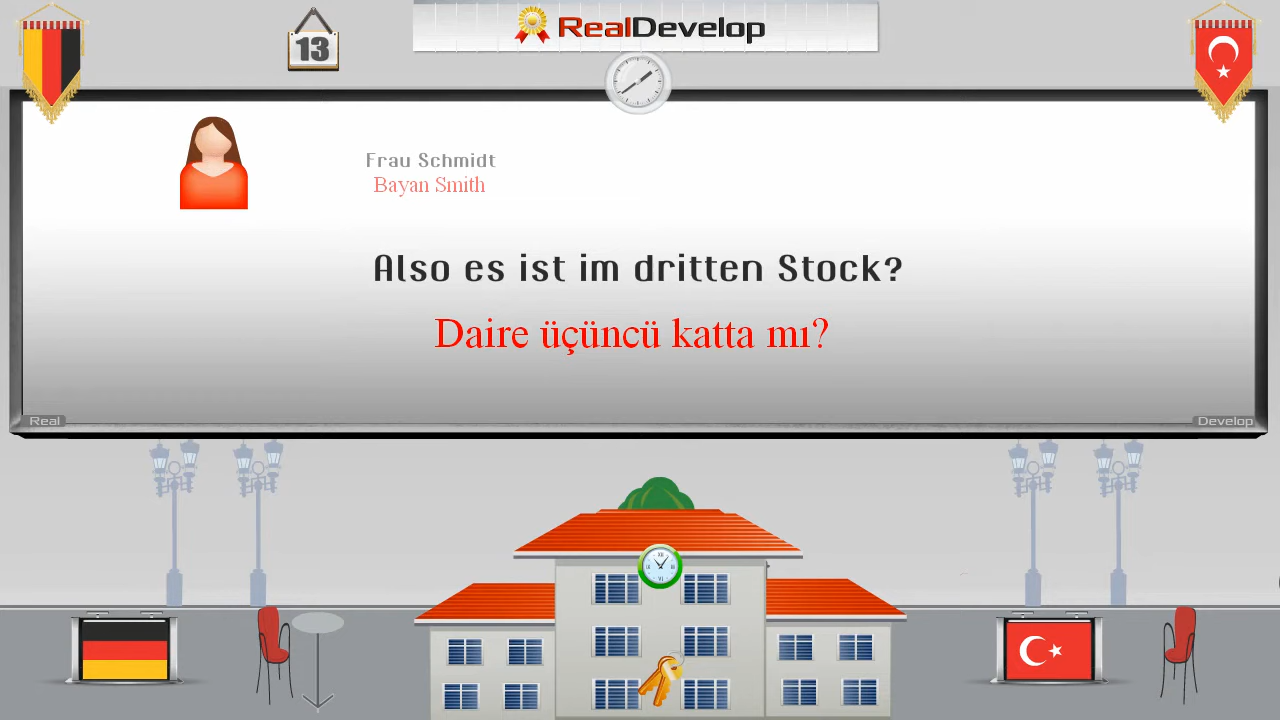 RealDevelop
13
Frau Schmidt
Bayan Smith
Also es ist im dritten Stock?
Daire üçüncü katta mı?
Real
Develop